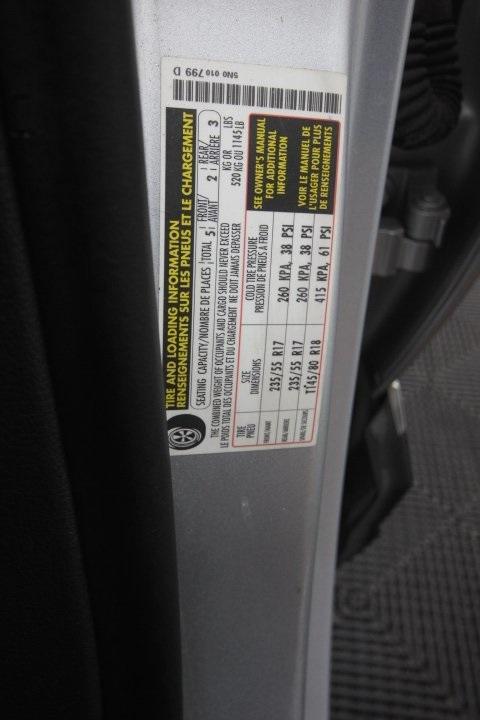 5N0 010 799 D
TIRE AND LOADING INFORMATION
RENSEIGNEMENTS SUR LES PNEUS ET LE CHARGEMENT
SEATING CAPACITY/NOMBRE DE PLACES TOTAL 5 FRONT/AVANT 2 REAR/ARRIÈRE 3
THE COMBINED WEIGHT OF OCCUPANTS AND CARGO SHOULD NEVER EXCEED KG OR LBS
LE POIDS TOTAL DES OCCUPANTS ET DU CHARGEMENT NE DOIT JAMAIS DÉPASSER 520 KG OU 1145 LB
TIRE PNEU SIZE DIMENSIONS COLD TIRE PRESSURE PRESSION DE PNEUS À FROID
235/55 R17 260 KPA, 38 PSI
235/55 R17 260 KPA, 38 PSI
T145/80 R18 415 KPA, 61 PSI
SEE OWNER'S MANUAL
FOR ADDITIONAL
INFORMATION
VOIR LE MANUEL DE
L'USAGER POUR PLUS
DE RENSEIGNEMENTS